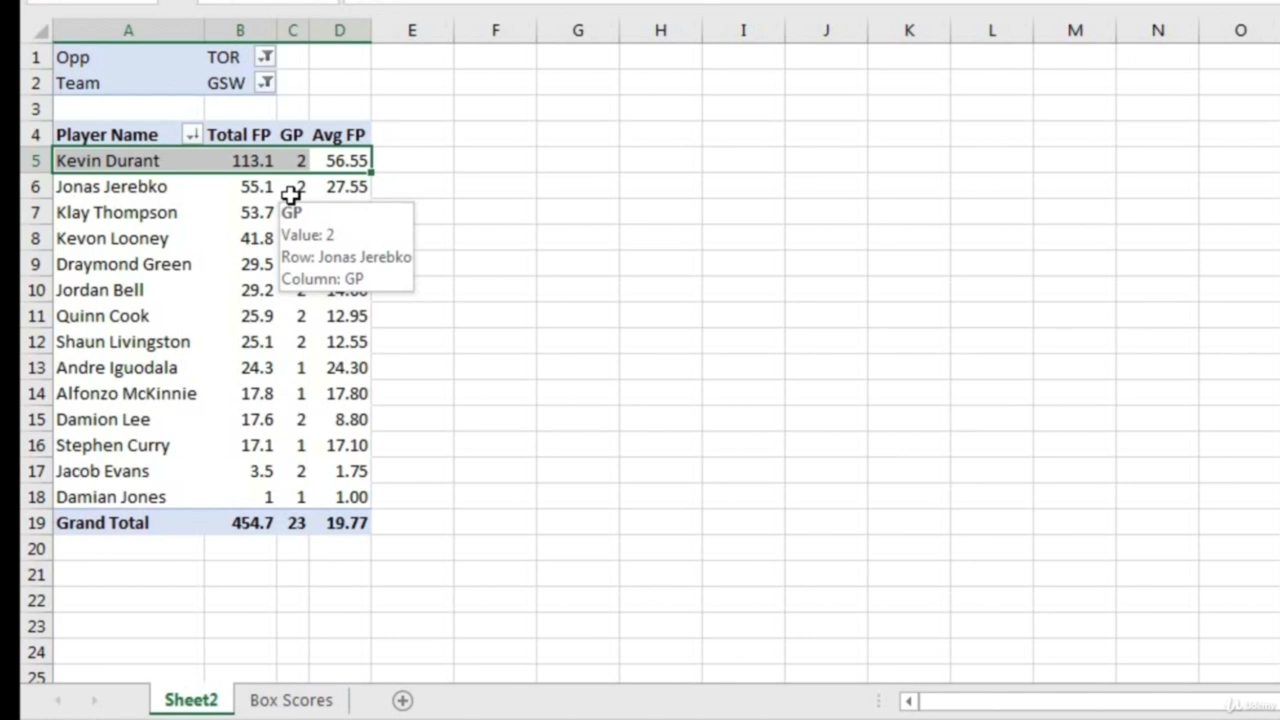 A B C D E F G H I J K L M N O
1 Opp TOR
2 Team GSW
3
4 Player Name Total FP GP Avg FP
5 Kevin Durant 113.1 2 56.55
6 Jonas Jerebko 55.1 2 27.55
7 Klay Thompson 53.7 GP
8 Kevon Looney 41.8 Value: 2
Row: Jonas Jerebko
9 Draymond Green 29.5 Column: GP
10 Jordan Bell 29.2
11 Quinn Cook 25.9 2 12.95
12 Shaun Livingston 25.1 2 12.55
13 Andre Iguodala 24.3 1 24.30
14 Alfonzo McKinnie 17.8 1 17.80
15 Damion Lee 17.6 2 8.80
16 Stephen Curry 17.1 1 17.10
17 Jacob Evans 3.5 2 1.75
18 Damian Jones 1 1 1.00
19 Grand Total 454.7 23 19.77
20
21
22
23
24
25
Sheet2 Box Scores
Udemy